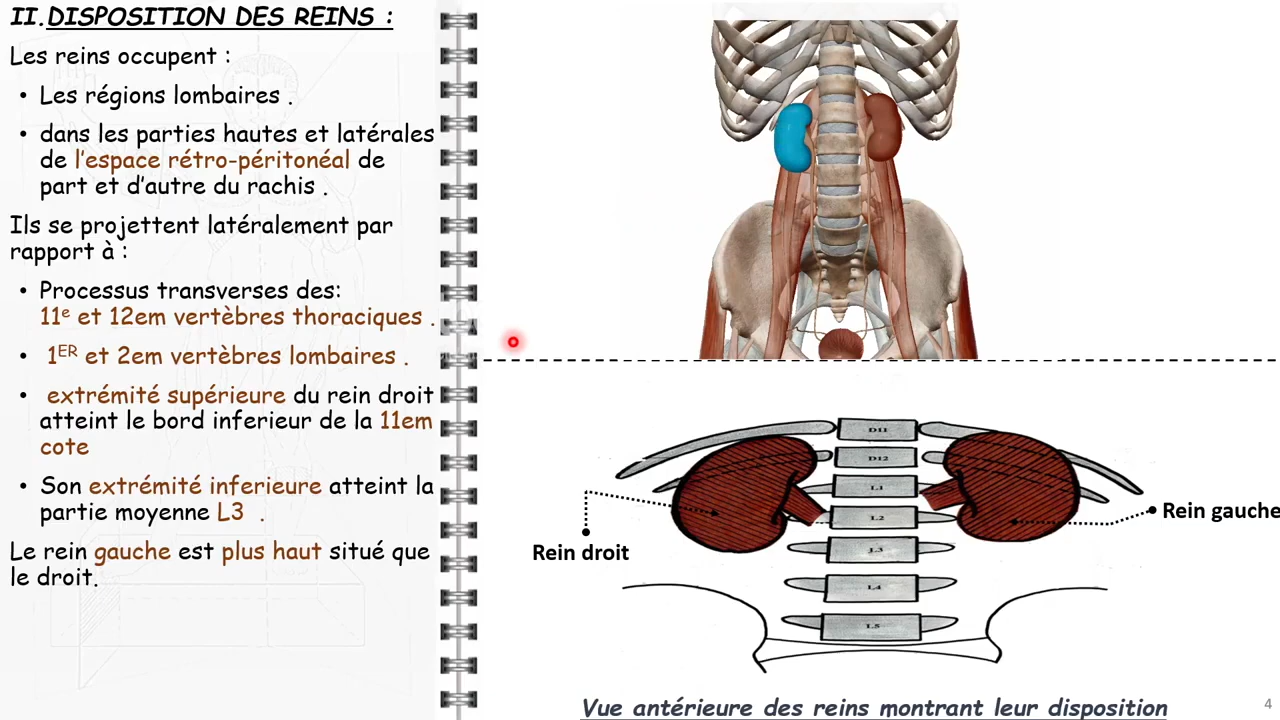 II.DISPOSITION DES REINS :
Les reins occupent :
• Les régions lombaires .
• dans les parties hautes et latérales
de l'espace rétro-péritonéal de
part et d'autre du rachis .
Ils se projettent latéralement par
rapport à :
• Processus transverses des:
11e et 12em vertèbres thoraciques .
• 1ER et 2em vertèbres lombaires .
• extrémité supérieure du rein droit
atteint le bord inferieur de la 11em
cote
• Son extrémité inferieure atteint la
partie moyenne L3 .
Le rein gauche est plus haut situé que
le droit.
D11
D12
L1
L2
L3
L4
L5
Rein droit
Rein gauche
Vue antérieure des reins montrant leur disposition
4